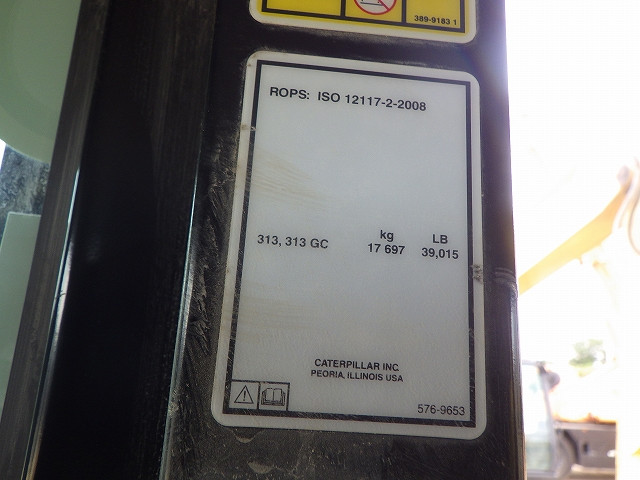 389-9183 1
ROPS: ISO 12117-2-2008
kg LB
313, 313 GC 17 697 39,015
CATERPILLAR INC.
PEORIA, ILLINOIS USA
576-9653